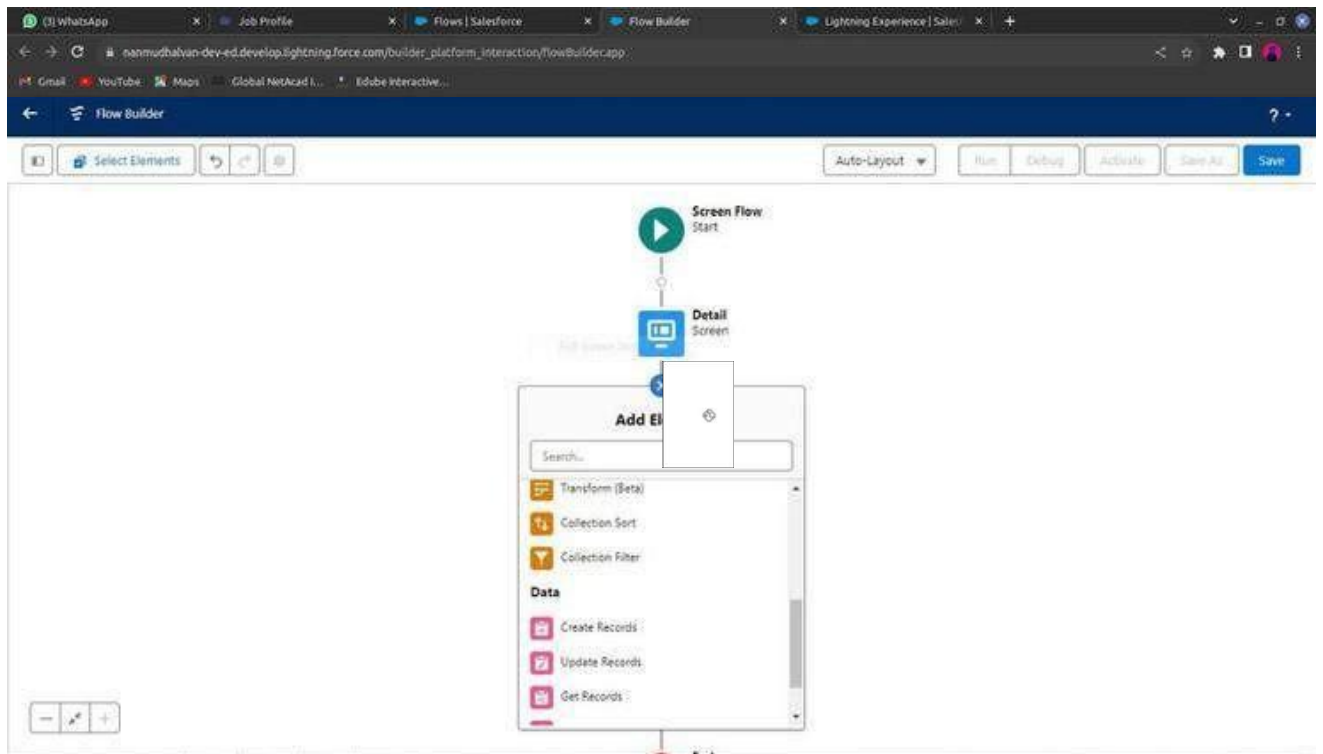 (3) WhatsApp
Job Profile
Flows | Salesforce
Flow Builder
Lightning Experience | Sales
nanmudhalvan-dev-ed.develop.lightning.force.com/builder_platform_interaction/flowBuilder.app
Gmail
YouTube
Maps
Global NetAcad I...
Edube Interactive...
Flow Builder
?
Select Elements
Auto-Layout
Run
Debug
Activate
Save As
Save
Screen Flow
Start
Detail
Screen
Add El
Search...
Transform (Beta)
Collection Sort
Collection Filter
Data
Create Records
Update Records
Get Records